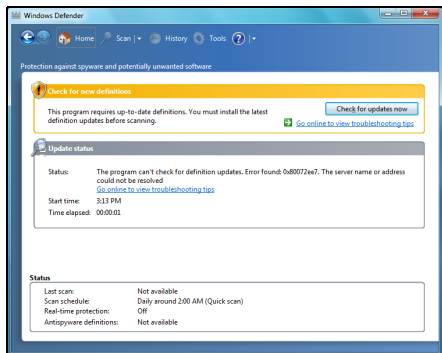 Windows Defender
Home Scan | History Tools |
Protection against spyware and potentially unwanted software
Check for new definitions
This program requires up-to-date definitions. You must install the latest
definition updates before scanning.
Check for updates now
Go online to view troubleshooting tips
Update status
Status: The program can't check for definition updates. Error found: 0x80072ee7. The server name or address
could not be resolved
Go online to view troubleshooting tips
Start time: 3:13 PM
Time elapsed: 00:00:01
Status
Last scan: Not available
Scan schedule: Daily around 2:00 AM (Quick scan)
Real-time protection: Off
Antispyware definitions: Not available